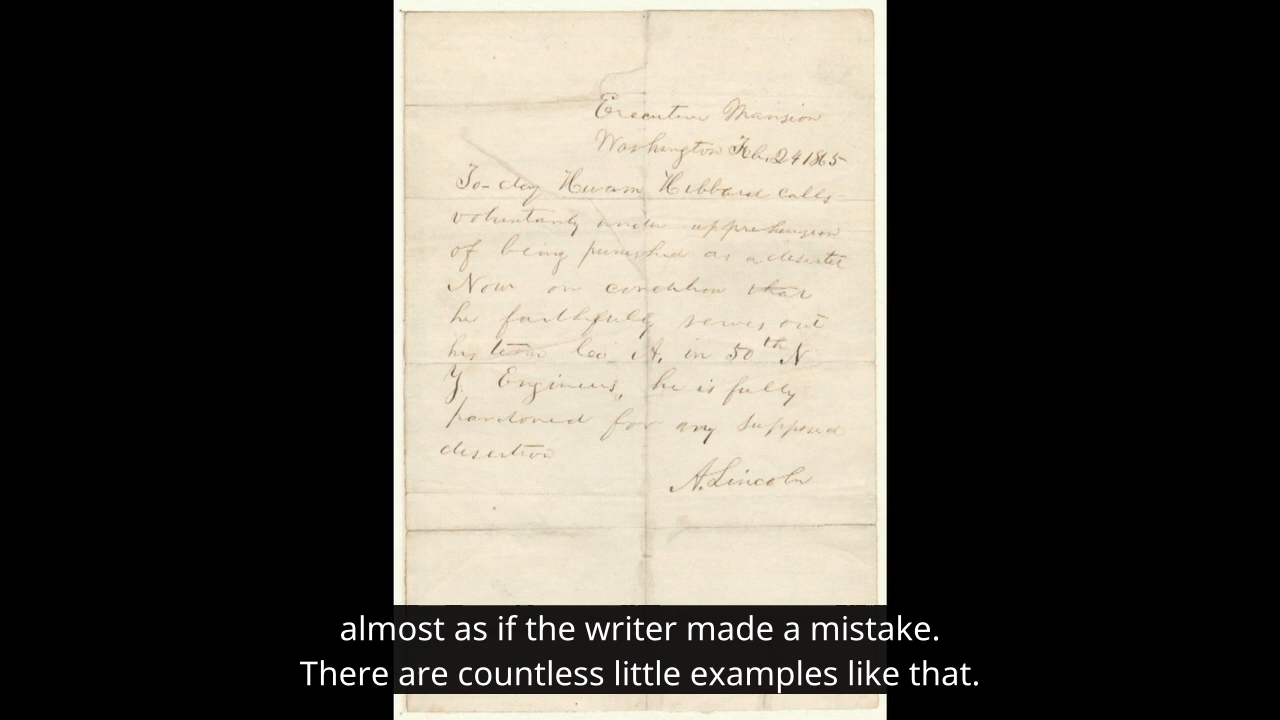 Executive Mansion
Washington Feb. 24 1865
To-day Hiram Hibbard calls
voluntarily under apprehension
of being punished as a deserter
Now on condition that
he faithfully serves out
his term Co. A. in 50th N
Y. Engineers, he is fully
pardoned for any supposed
desertion
A. Lincoln
almost as if the writer made a mistake.
There are countless little examples like that.